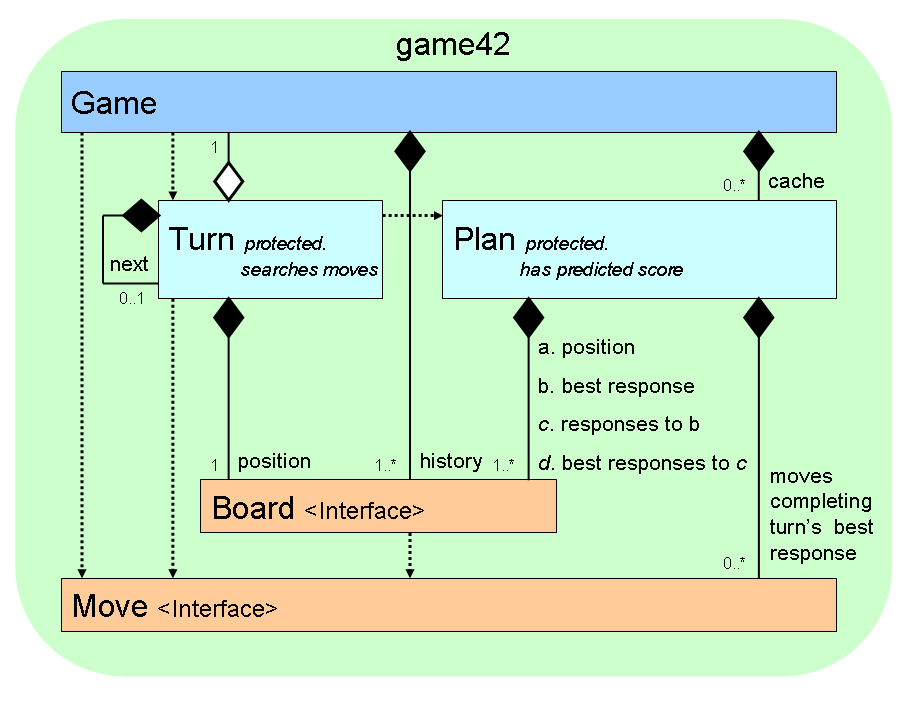 game42
Game
1
0..*
cache
Turn protected.
searches moves
Plan protected.
has predicted score
next
0..1
a. position
b. best response
c. responses to b
d. best responses to c
1
position
1..*
history
1..*
moves
completing
turn's best
response
0..*
Board <Interface>
Move <Interface>